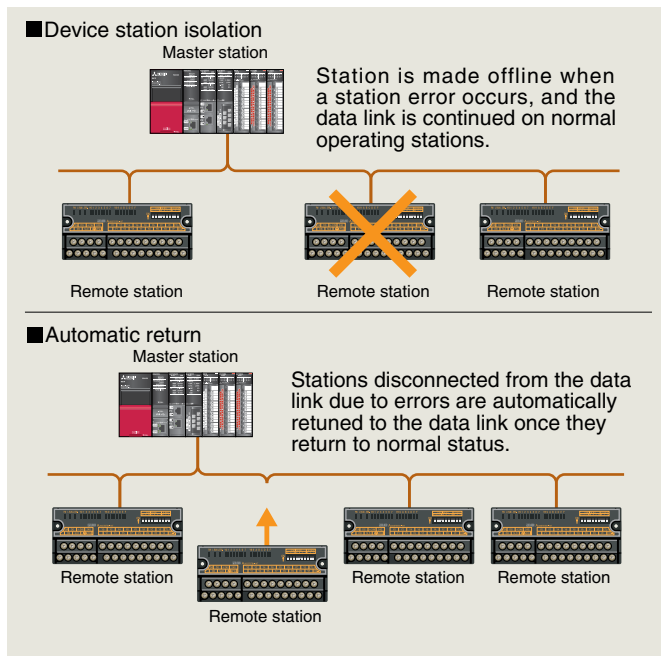 ■Device station isolation
Master station
Station is made offline when
a station error occurs, and the
data link is continued on normal
operating stations.
Remote station
Remote station
Remote station
■Automatic return
Master station
Stations disconnected from the data
link due to errors are automatically
retuned to the data link once they
return to normal status.
Remote station
Remote station
Remote station
Remote station